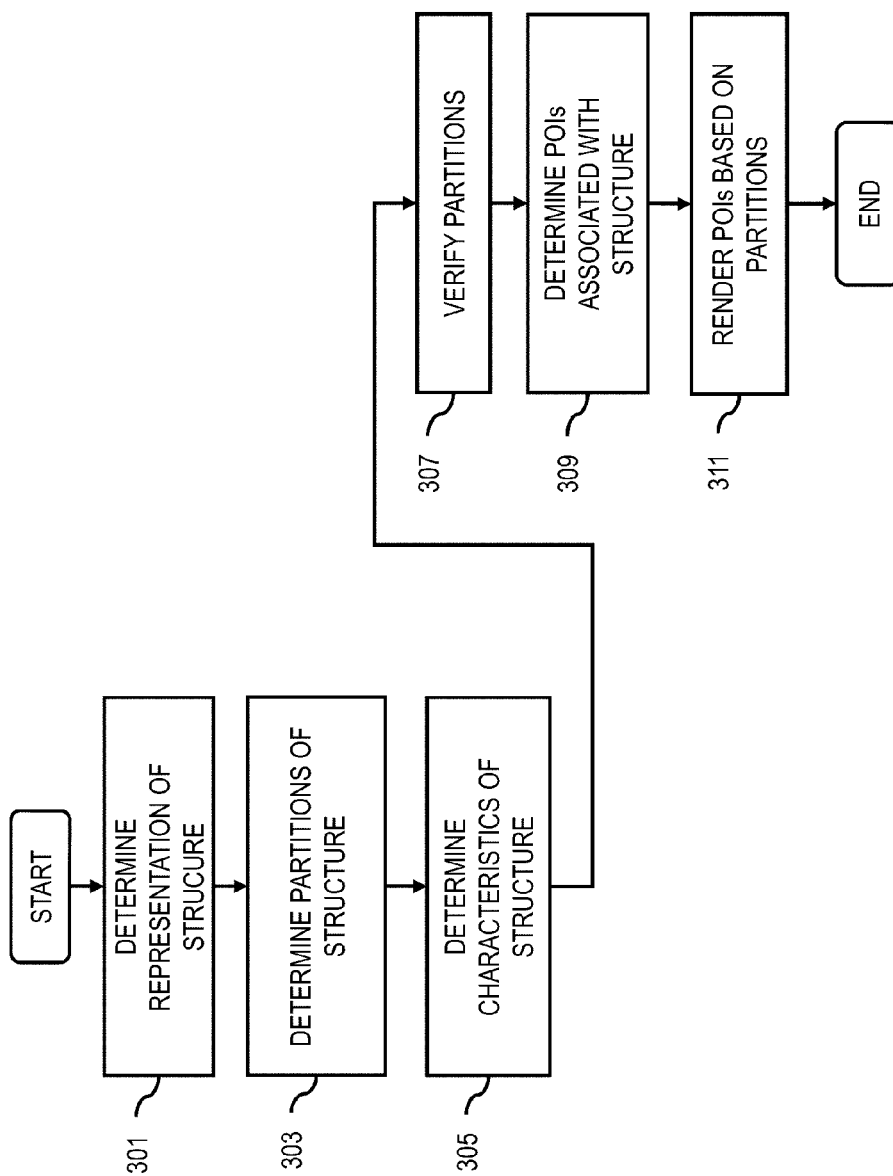 START
DETERMINE
REPRESENTATION OF
STRUCURE
301
DETERMINE PARTITIONS OF
STRUCTURE
303
DETERMINE
CHARACTERISTICS OF
STRUCTURE
305
VERIFY PARTITIONS
307
DETERMINE POIs
ASSOCIATED WITH
STRUCTURE
309
RENDER POIs BASED ON
PARTITIONS
311
END